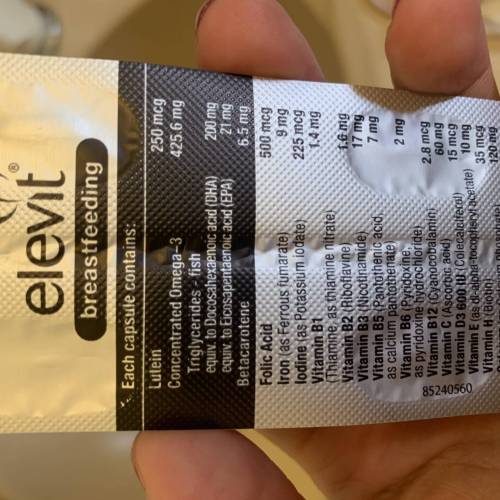 elevit®
breastfeeding
Each capsule contains:
Lutein 250 mcg
Concentrated Omega-3 425.6 mg
Triglycerides - fish
equiv. to Docosahexaenoic acid (DHA) 200 mg
equiv. to Eicosapentaenoic acid (EPA) 21 mg
Betacarotene 6.5 mg
Folic Acid 500 mcg
Iron (as Ferrous fumarate) 9 mg
Iodine (as Potassium iodate) 225 mcg
Vitamin B1 1.4 mg
(Thiamine, as thiamine nitrate)
Vitamin B2 (Riboflavine) 1.6 mg
Vitamin B3 (Nicotinamide) 17 mg
Vitamin B5 (Pantothenic acid, 7 mg
as calcium pantothenate)
Vitamin B6 (Pyridoxine, 2 mg
as pyridoxine hydrochloride)
Vitamin B12 (Cyanocobalamin) 2.8 mcg
Vitamin C (Ascorbic acid) 60 mg
Vitamin D3 600 IU (Colecalciferol) 15 mcg
Vitamin E (as dl-alpha-tocopheryl acetate) 10 mg
Vitamin H (Biotin) 35 mcg
120 mg
85240560